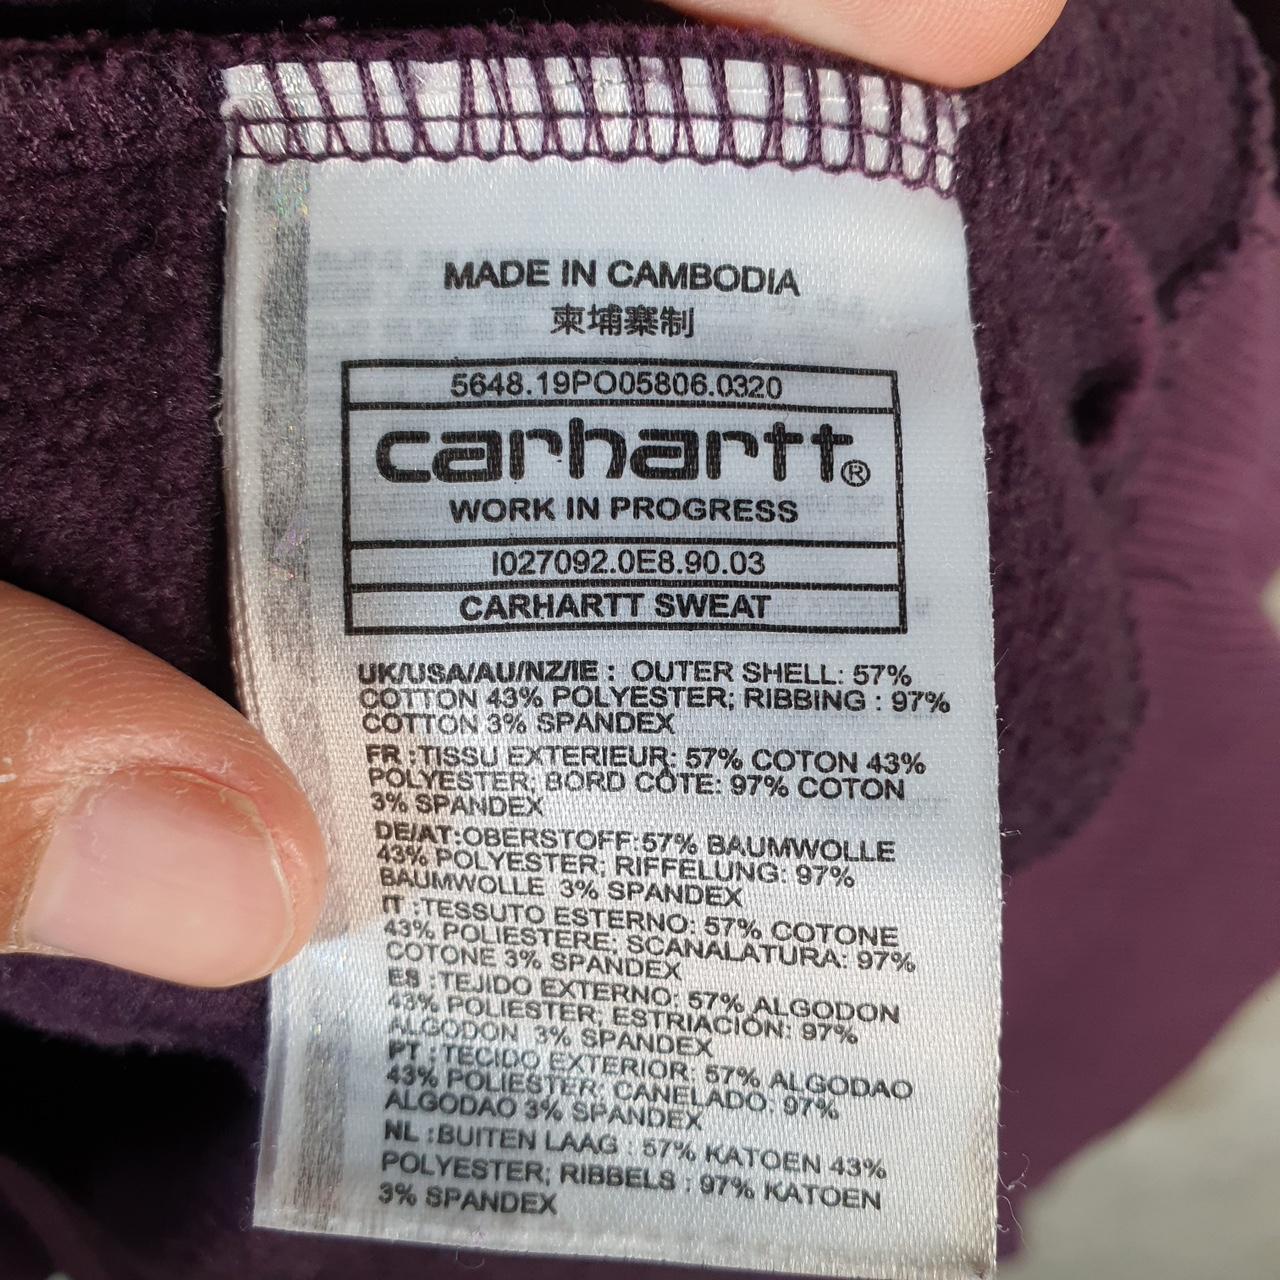 MADE IN CAMBODIA
柬埔寨制
5648.19PO05806.0320
carhartt®
WORK IN PROGRESS
I027092.0E8.90.03
CARHARTT SWEAT
UK/USA/AU/NZ/IE : OUTER SHELL: 57%
COTTON 43% POLYESTER; RIBBING : 97%
COTTON 3% SPANDEX
FR :TISSU EXTERIEUR: 57% COTON 43%
POLYESTER; BORD CÔTE: 97% COTON
3% SPANDEX
DE/AT:OBERSTOFF:57% BAUMWOLLE
43% POLYESTER; RIFFELUNG: 97%
BAUMWOLLE 3% SPANDEX
IT :TESSUTO ESTERNO: 57% COTONE
43% POLIESTERE; SCANALATURA: 97%
COTONE 3% SPANDEX
ES :TEJIDO EXTERNO: 57% ALGODON
43% POLIESTER; ESTRIACIÓN: 97%
ALGODON 3% SPANDEX
PT :TECIDO EXTERIOR: 57% ALGODAO
43% POLIESTER; CANELADO: 97%
ALGODAO 3% SPANDEX
NL :BUITEN LAAG : 57% KATOEN 43%
POLYESTER; RIBBELS : 97% KATOEN
3% SPANDEX